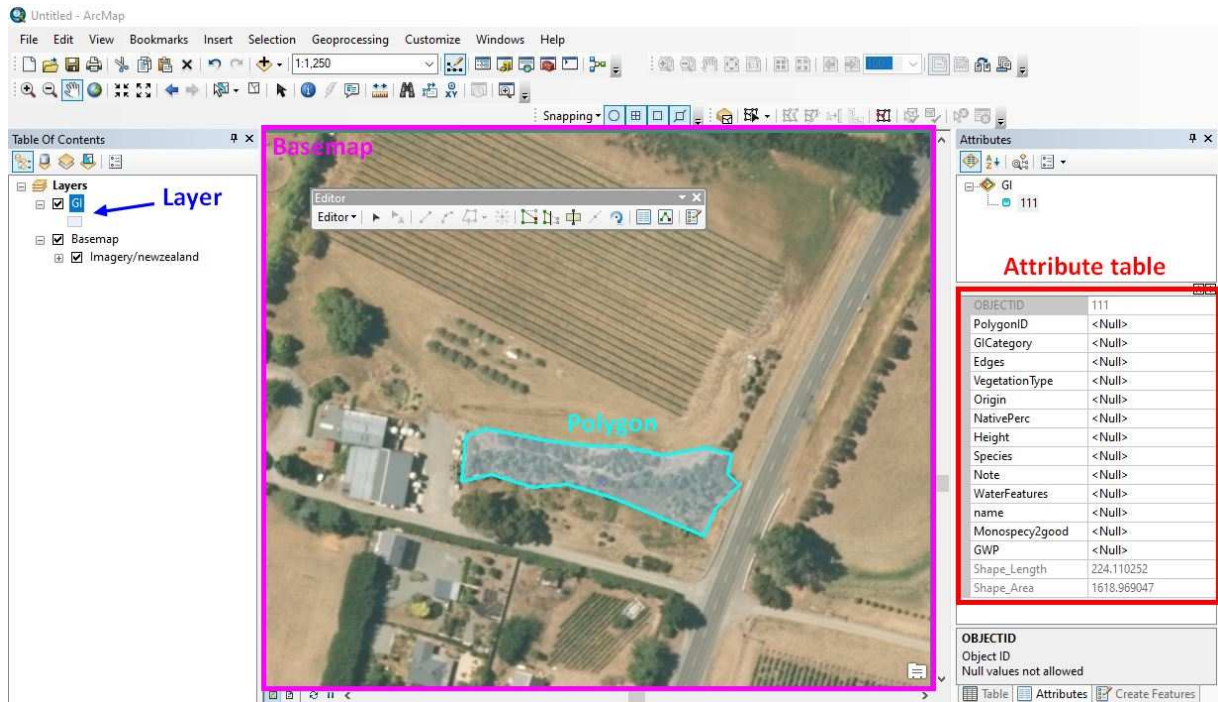 Untitled - ArcMap
File Edit View Bookmarks Insert Selection Geoprocessing Customize Windows Help
1:1,250
Snapping
Table Of Contents
Layers
GI
Layer
Basemap
Imagery/newzealand
Basemap
Editor
Editor
Polygon
Attributes
GI
111
Attribute table
OBJECTID 111
PolygonID <Null>
GICategory <Null>
Edges <Null>
VegetationType <Null>
Origin <Null>
NativePerc <Null>
Height <Null>
Species <Null>
Note <Null>
WaterFeatures <Null>
name <Null>
Monospecy2good <Null>
GWP <Null>
Shape_Length 224.110252
Shape_Area 1618.969047
OBJECTID
Object ID
Null values not allowed
Table Attributes Create Features